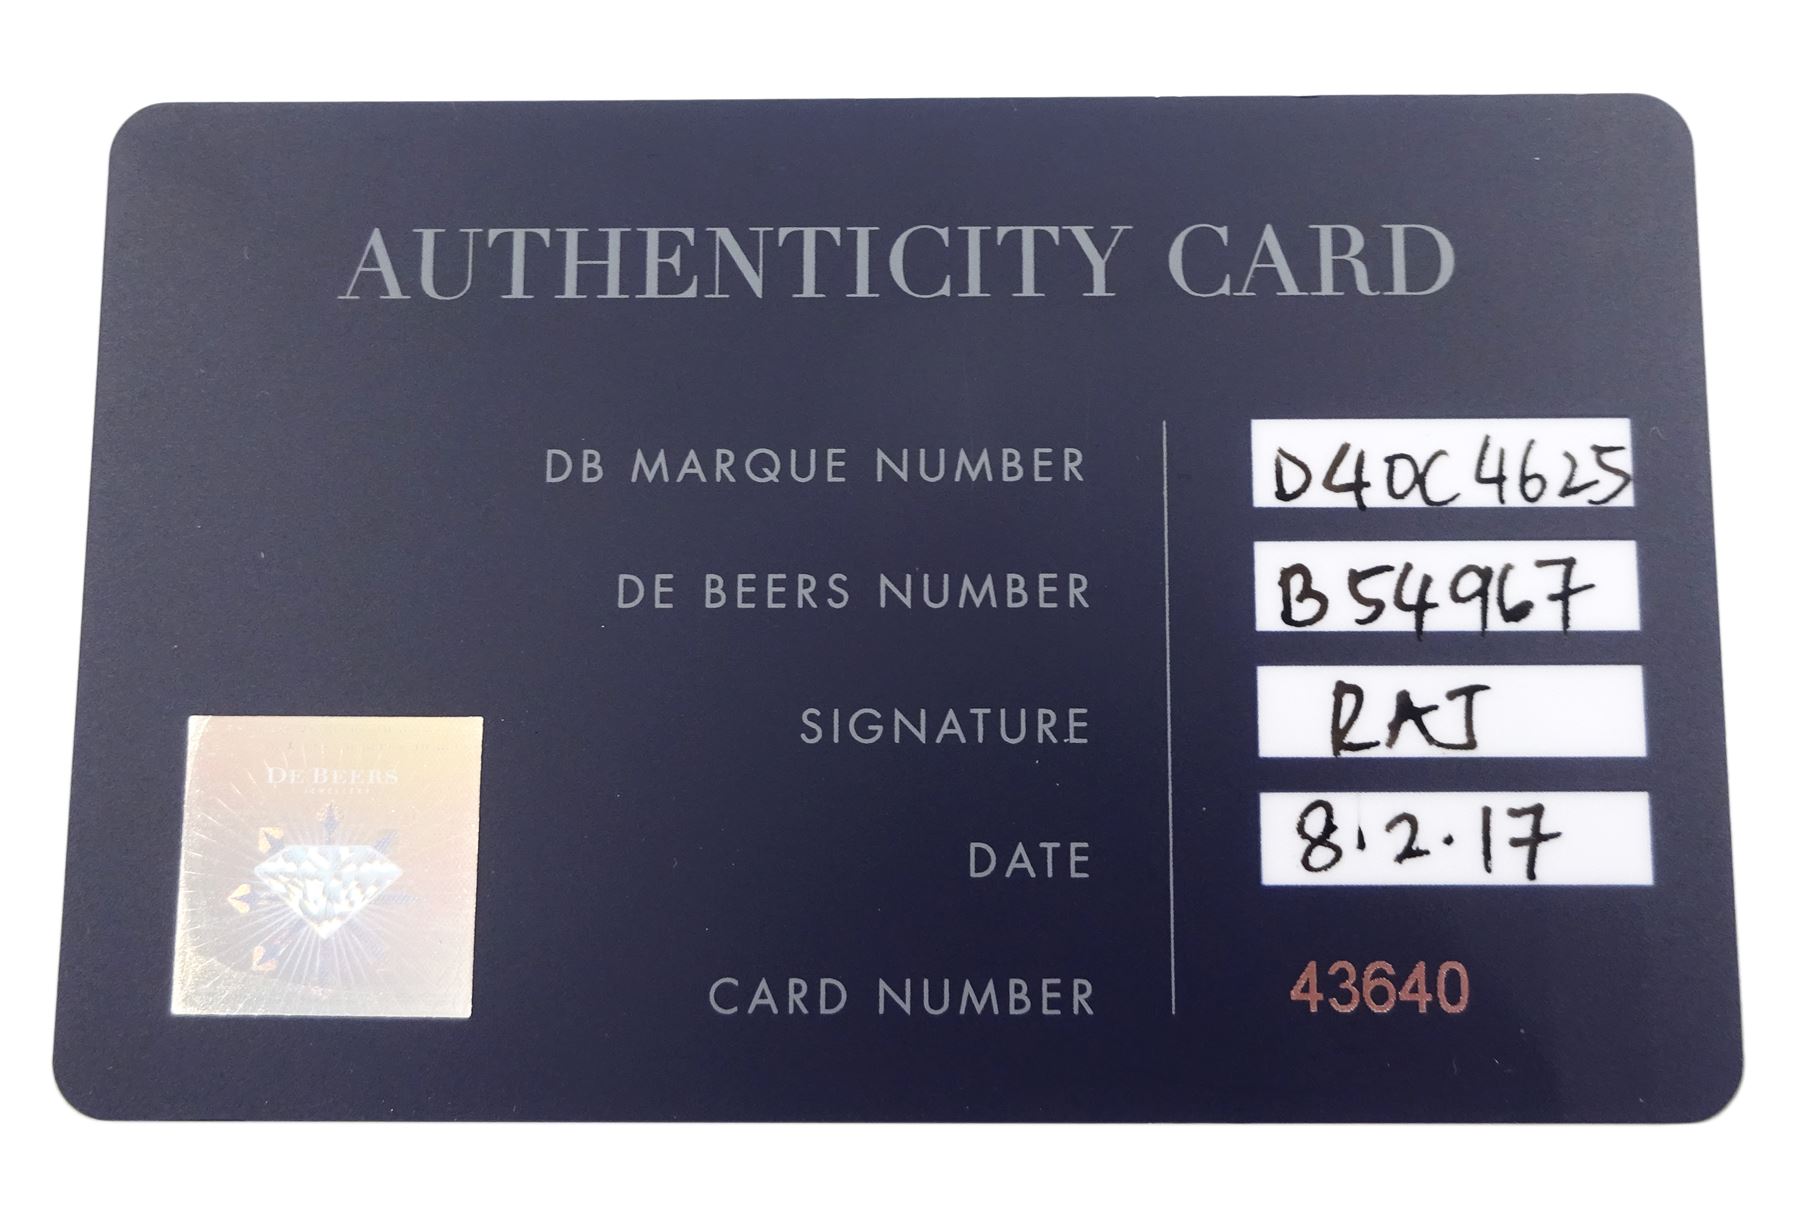 AUTHENTICITY CARD
DB MARQUE NUMBER D40C4625
DE BEERS NUMBER B54967
SIGNATURE RAJ
DATE 8.2.17
CARD NUMBER 43640
DE BEERS
JEWELLERY